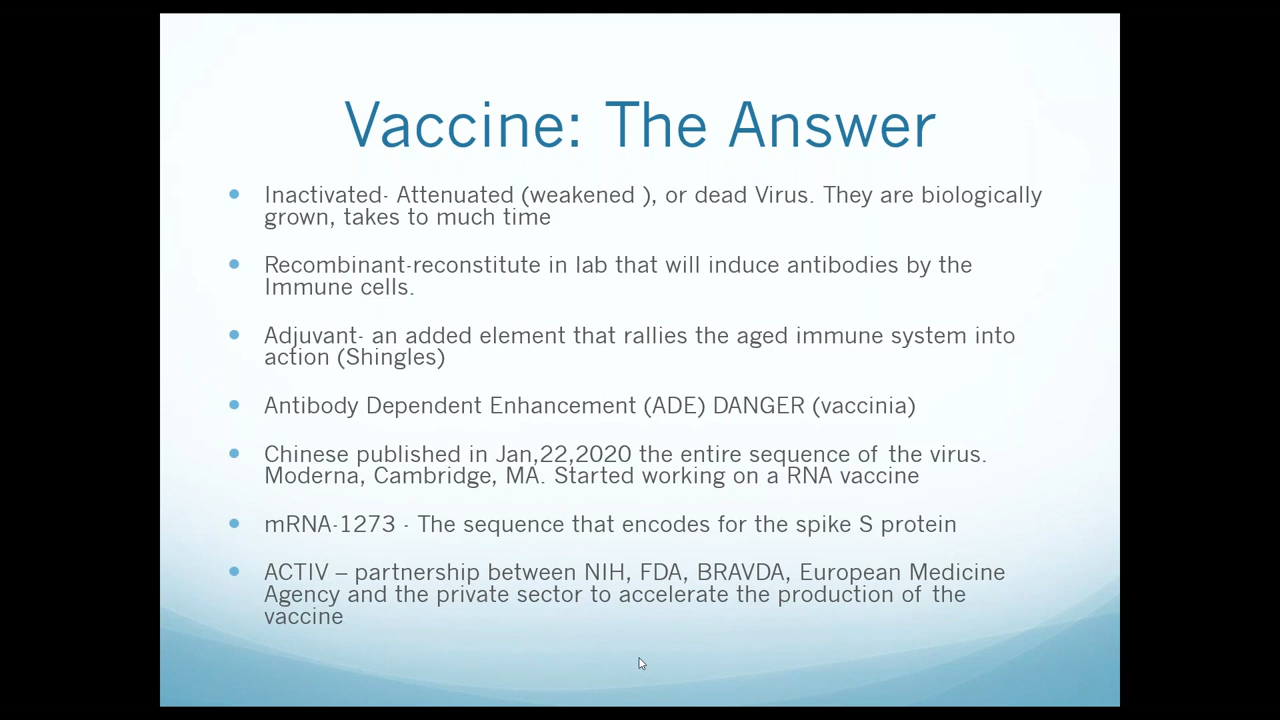 Vaccine: The Answer
Inactivated- Attenuated (weakened ), or dead Virus. They are biologically
grown, takes to much time
Recombinant-reconstitute in lab that will induce antibodies by the
Immune cells.
Adjuvant- an added element that rallies the aged immune system into
action (Shingles)
Antibody Dependent Enhancement (ADE) DANGER (vaccinia)
Chinese published in Jan,22,2020 the entire sequence of the virus.
Moderna, Cambridge, MA. Started working on a RNA vaccine
mRNA-1273 - The sequence that encodes for the spike S protein
ACTIV – partnership between NIH, FDA, BRAVDA, European Medicine
Agency and the private sector to accelerate the production of the
vaccine